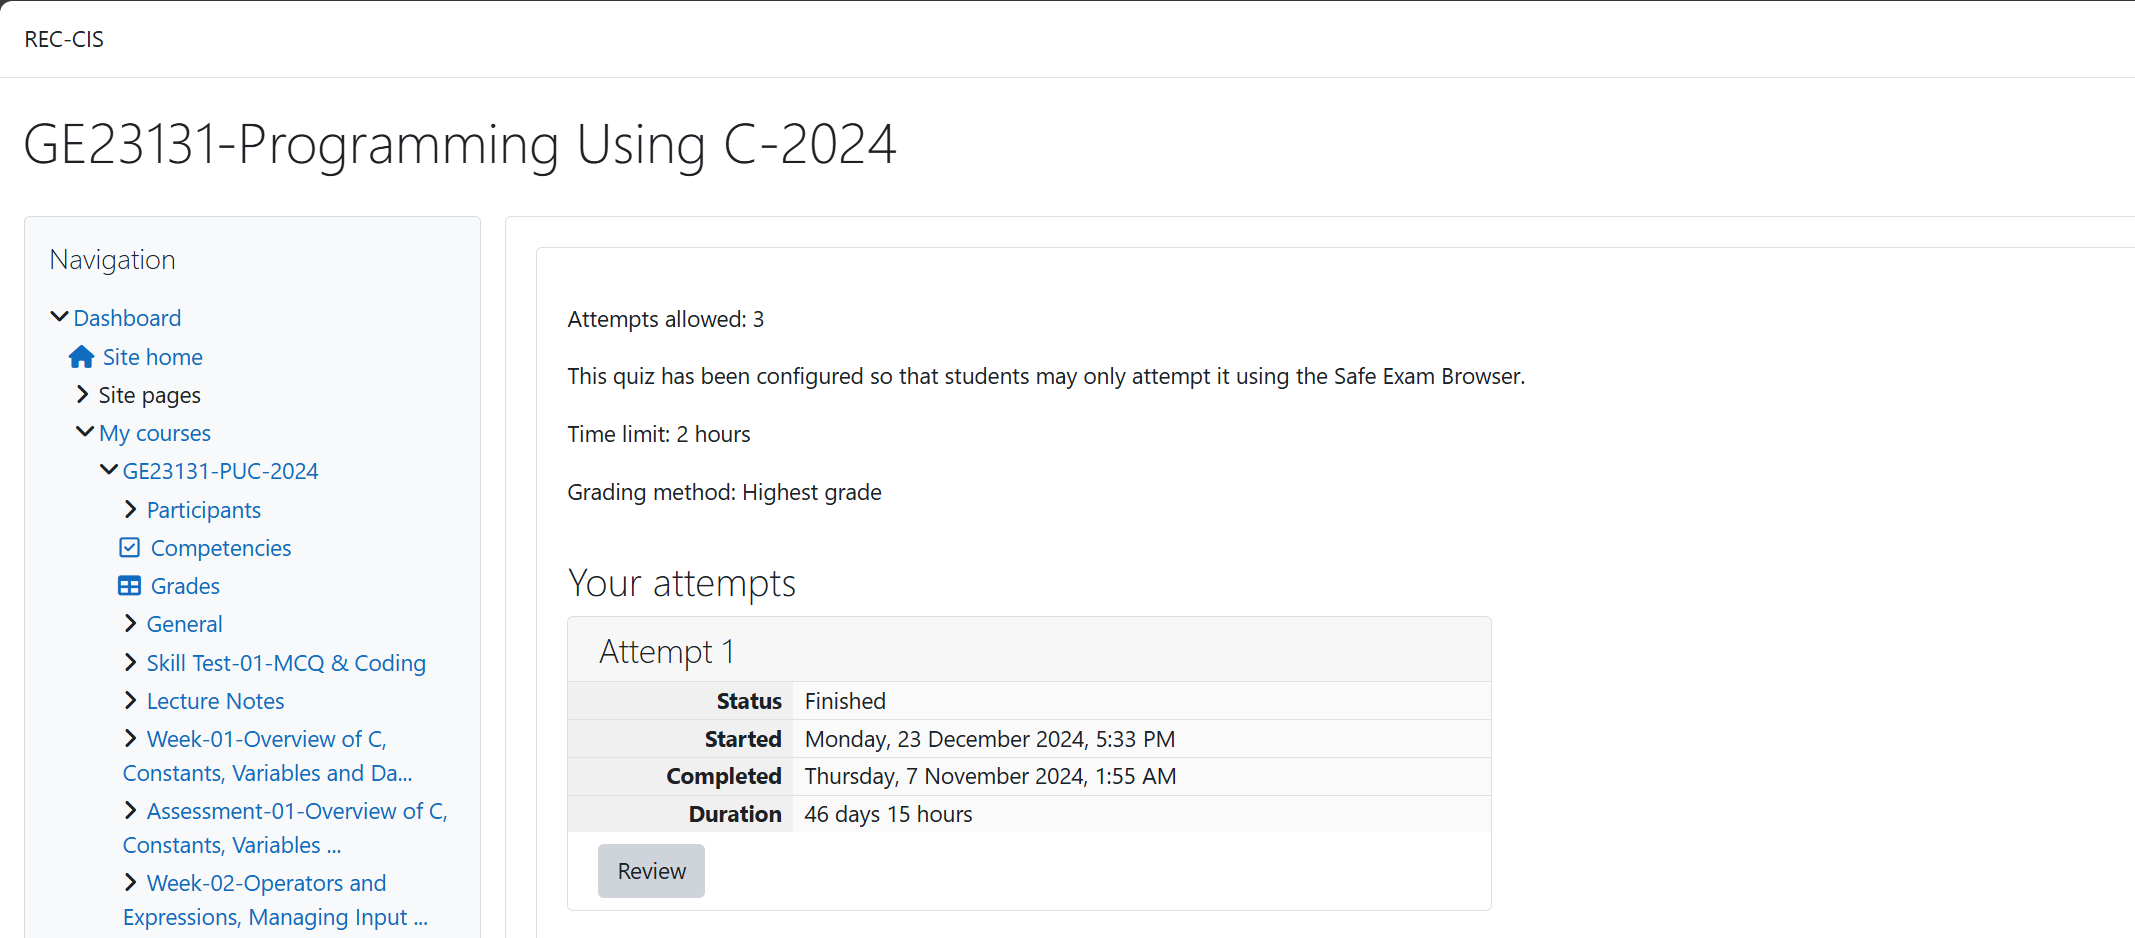 REC-CIS
GE23131-Programming Using C-2024
Navigation
Dashboard
Site home
Site pages
My courses
GE23131-PUC-2024
Participants
Competencies
Grades
General
Skill Test-01-MCQ & Coding
Lecture Notes
Week-01-Overview of C,
Constants, Variables and Da...
Assessment-01-Overview of C,
Constants, Variables ...
Week-02-Operators and
Expressions, Managing Input ...
Attempts allowed: 3
This quiz has been configured so that students may only attempt it using the Safe Exam Browser.
Time limit: 2 hours
Grading method: Highest grade
Your attempts
Attempt 1
Status Finished
Started Monday, 23 December 2024, 5:33 PM
Completed Thursday, 7 November 2024, 1:55 AM
Duration 46 days 15 hours
Review